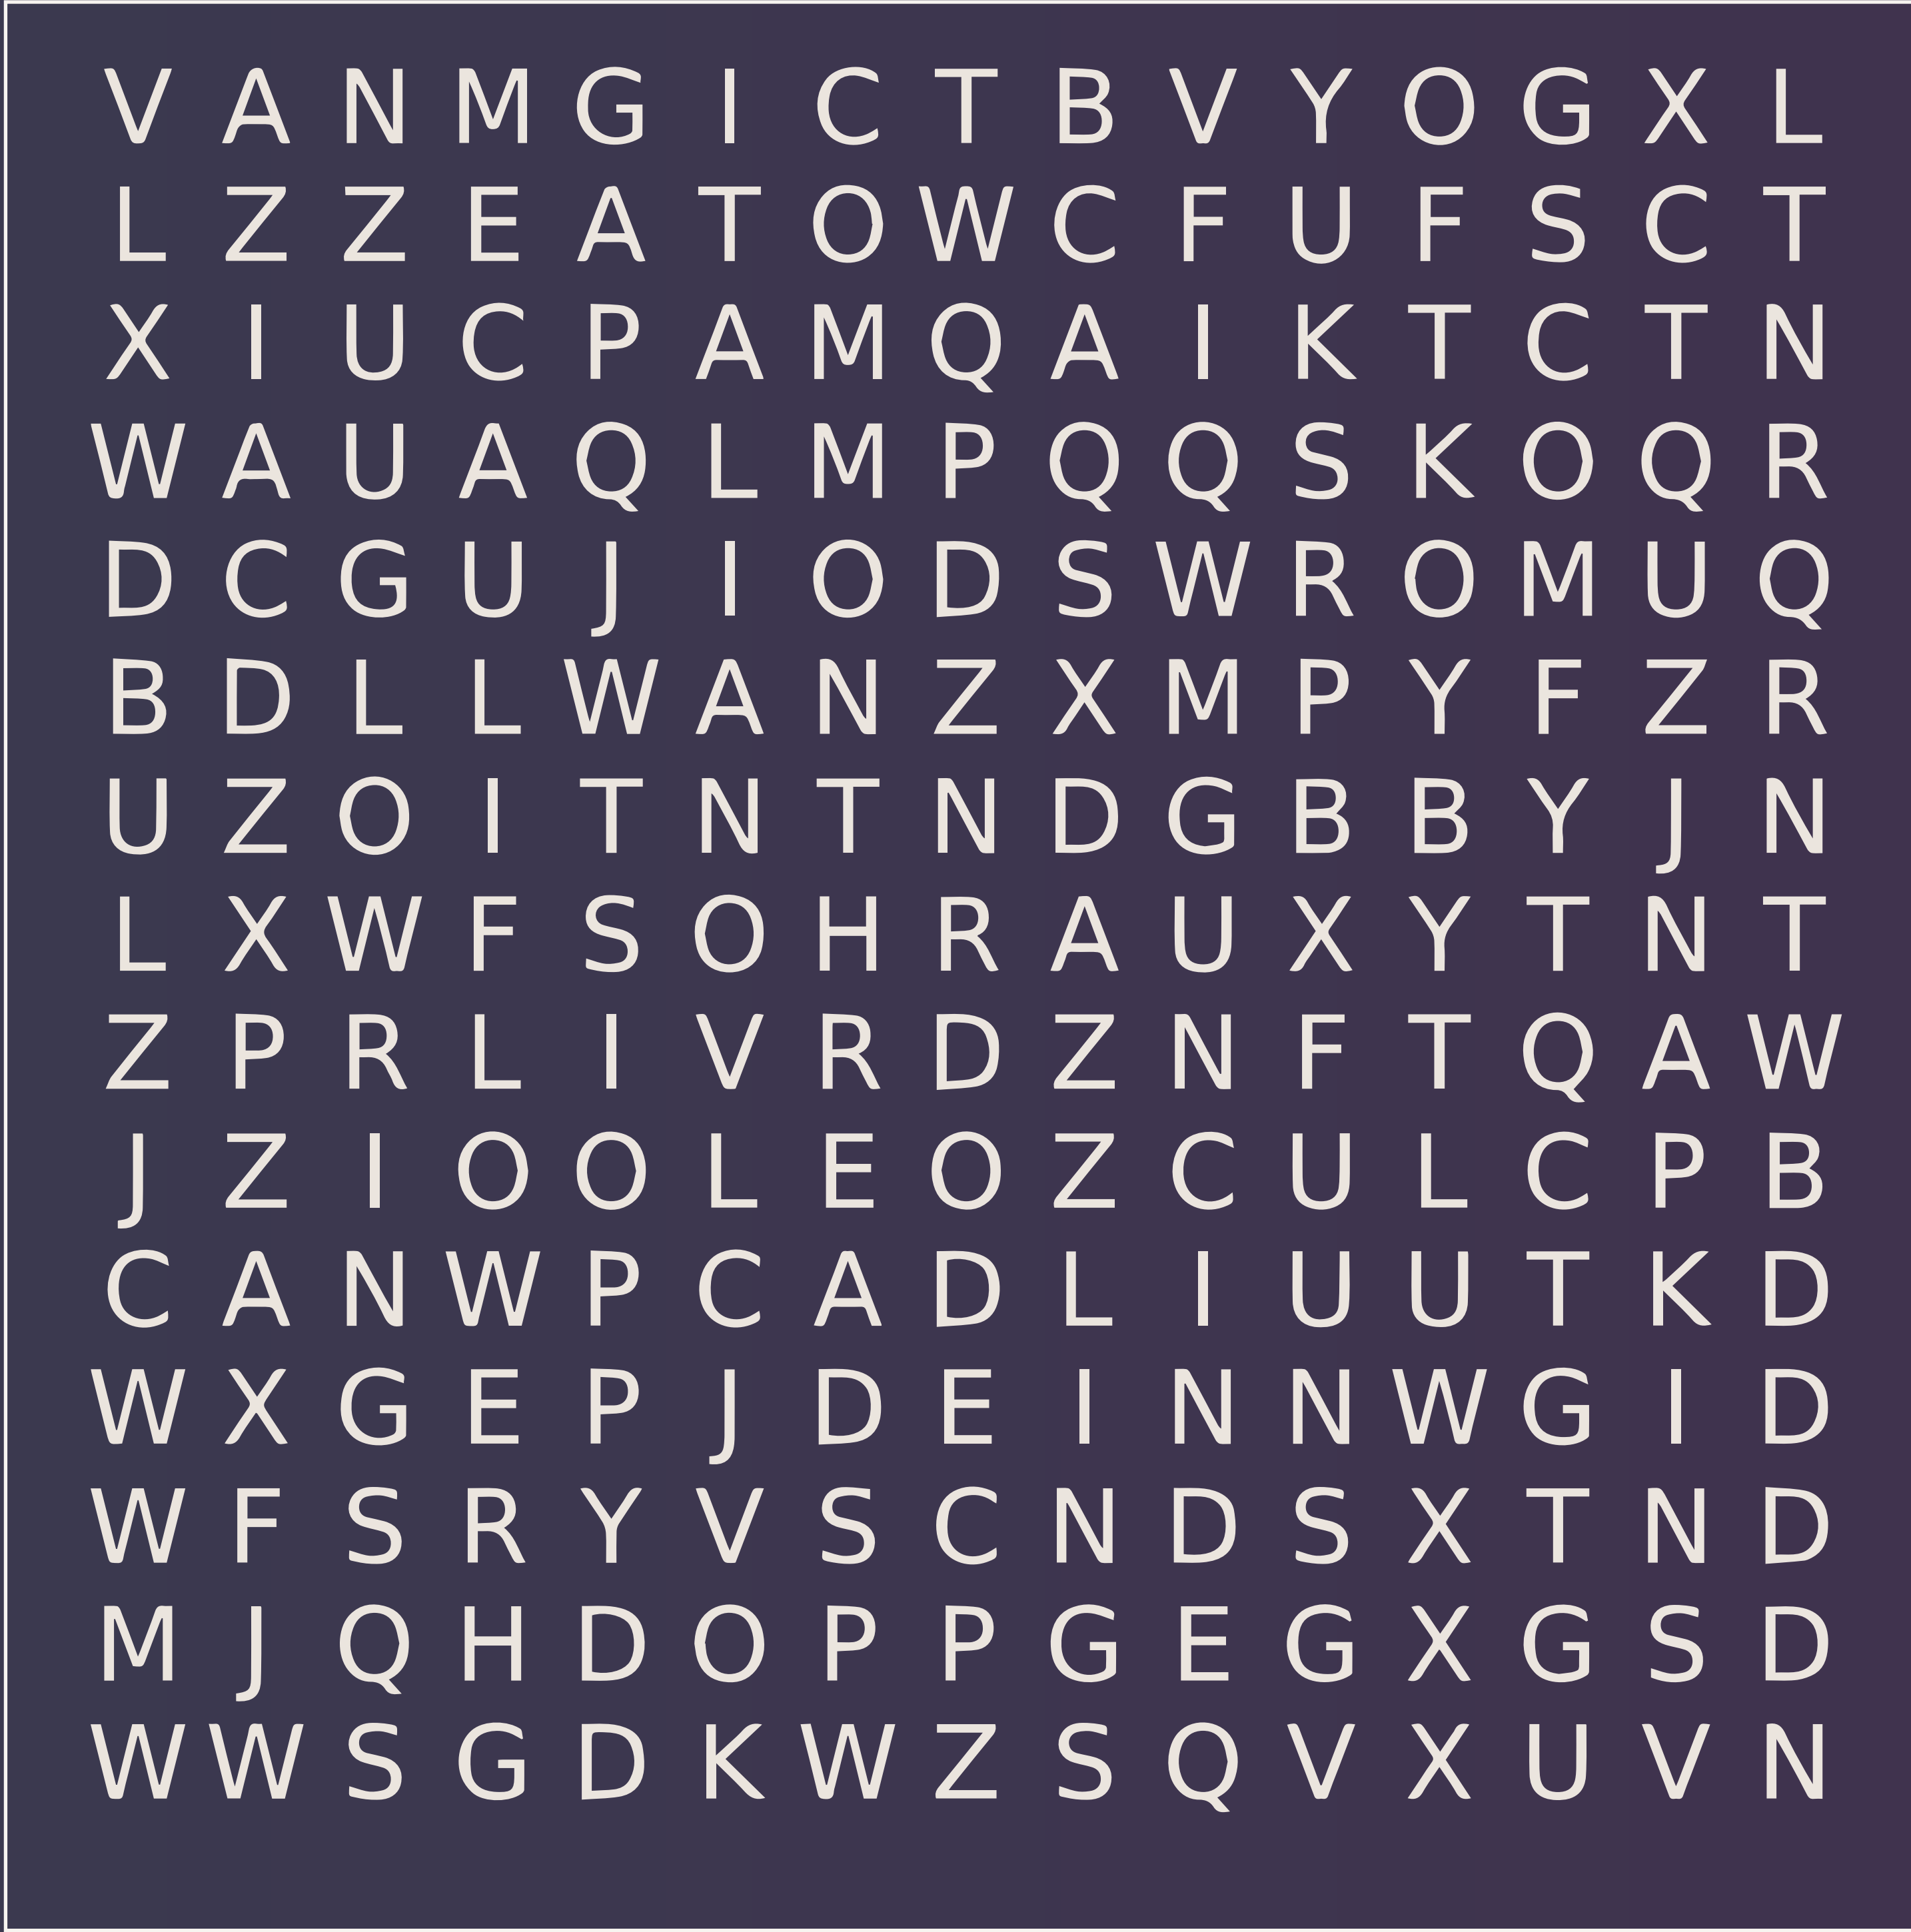 V A N M G I C T B V Y O G X L
L Z Z E A T O W C F U F S C T
X I U C P A M Q A I K T C T N
W A U A Q L M P Q Q S K O Q R
D C G U J I O D S W R O M U Q
B D L L W A N Z X M P Y F Z R
U Z O I T N T N D G B B Y J N
L X W F S O H R A U X Y T N T
Z P R L I V R D Z N F T Q A W
J Z I O O L E O Z C U L C P B
C A N W P C A D L I U U T K D
W X G E P J D E I N N W G I D
W F S R Y V S C N D S X T N D
M J Q H D O P P G E G X G S D
W W S G D K W Z S Q V X U V N